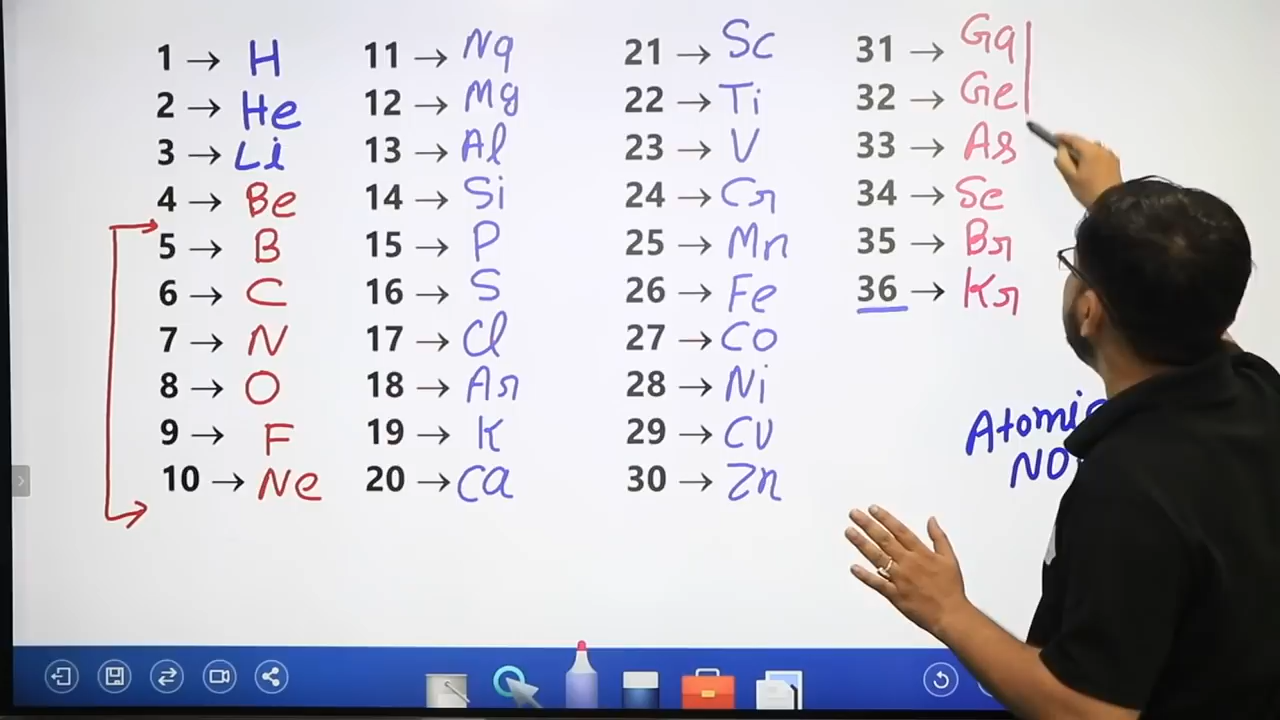 1 → H
2 → He
3 → Li
4 → Be
5 → B
6 → C
7 → N
8 → O
9 → F
10 → Ne
11 → Na
12 → Mg
13 → Al
14 → Si
15 → P
16 → S
17 → Cl
18 → Ar
19 → K
20 → Ca
21 → Sc
22 → Ti
23 → V
24 → Cr
25 → Mn
26 → Fe
27 → Co
28 → Ni
29 → Cu
30 → Zn
31 → Ga
32 → Ge
33 → As
34 → Se
35 → Br
36 → Kr
Atomic
NO